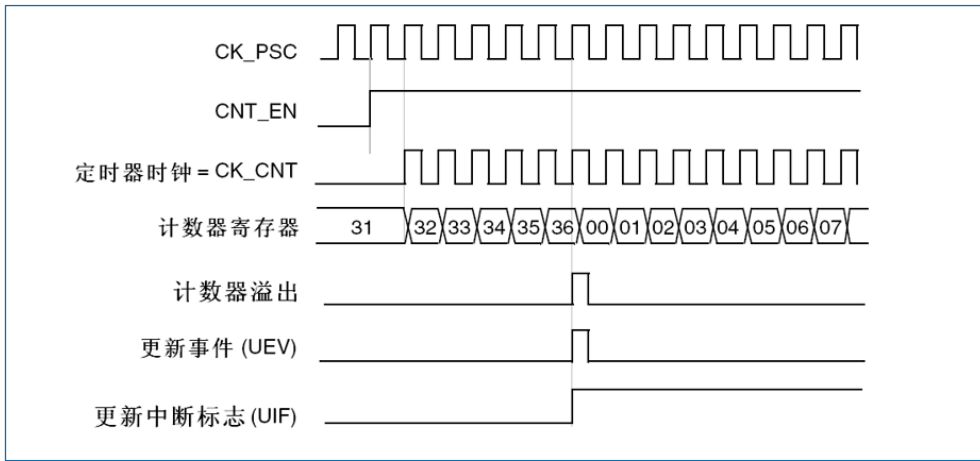 CK_PSC
CNT_EN
定时器时钟 = CK_CNT
计数器寄存器 31 32 33 34 35 36 00 01 02 03 04 05 06 07
计数器溢出
更新事件 (UEV)
更新中断标志 (UIF)